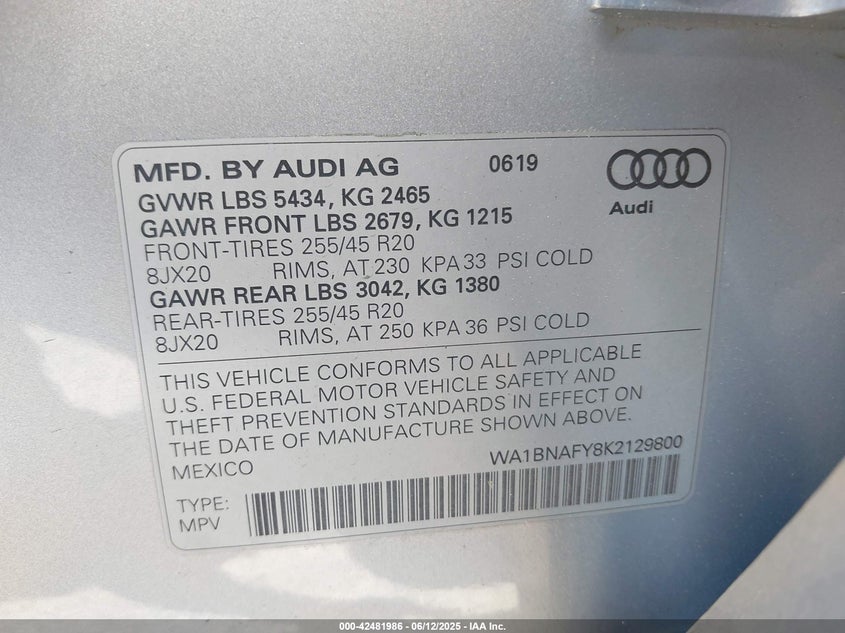 MFD. BY AUDI AG 0619
GVWR LBS 5434, KG 2465
Audi
GAWR FRONT LBS 2679, KG 1215
FRONT-TIRES 255/45 R20
8JX20 RIMS, AT 230 KPA 33 PSI COLD
GAWR REAR LBS 3042, KG 1380
REAR-TIRES 255/45 R20
8JX20 RIMS, AT 250 KPA 36 PSI COLD
THIS VEHICLE CONFORMS TO ALL APPLICABLE
U.S. FEDERAL MOTOR VEHICLE SAFETY AND
THEFT PREVENTION STANDARDS IN EFFECT ON
THE DATE OF MANUFACTURE SHOWN ABOVE.
MEXICO WA1BNAFY8K2129800
TYPE:
MPV
000-42481986 - 06/12/2025 - IAA Inc.